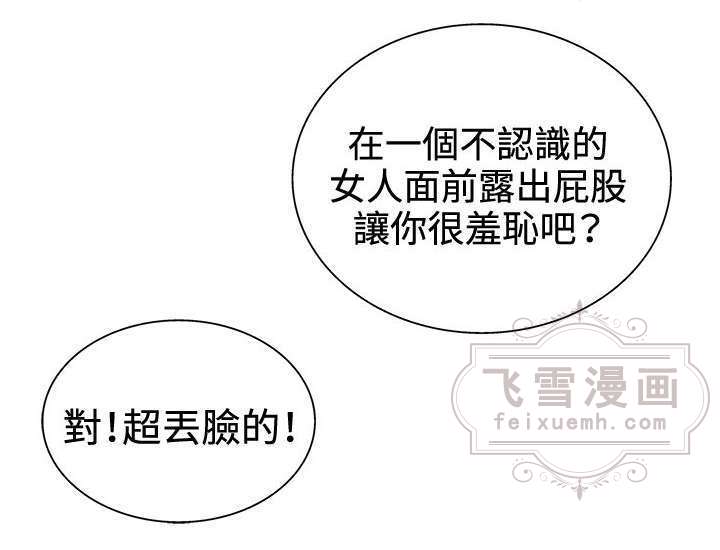 在一個不認識的
女人面前露出屁股
讓你很羞恥吧？
對！超丟臉的！
飞雪漫画
feixuemh.com